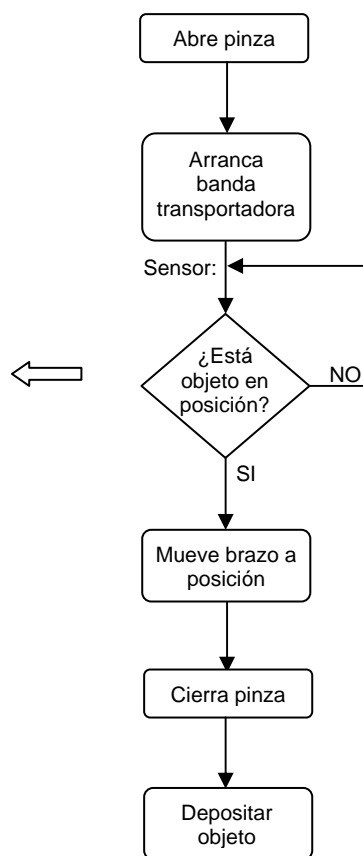 Abre pinza
Arranca
banda
transportadora
Sensor:
¿Está
objeto en
posición?
NO
SI
Mueve brazo a
posición
Cierra pinza
Depositar
objeto